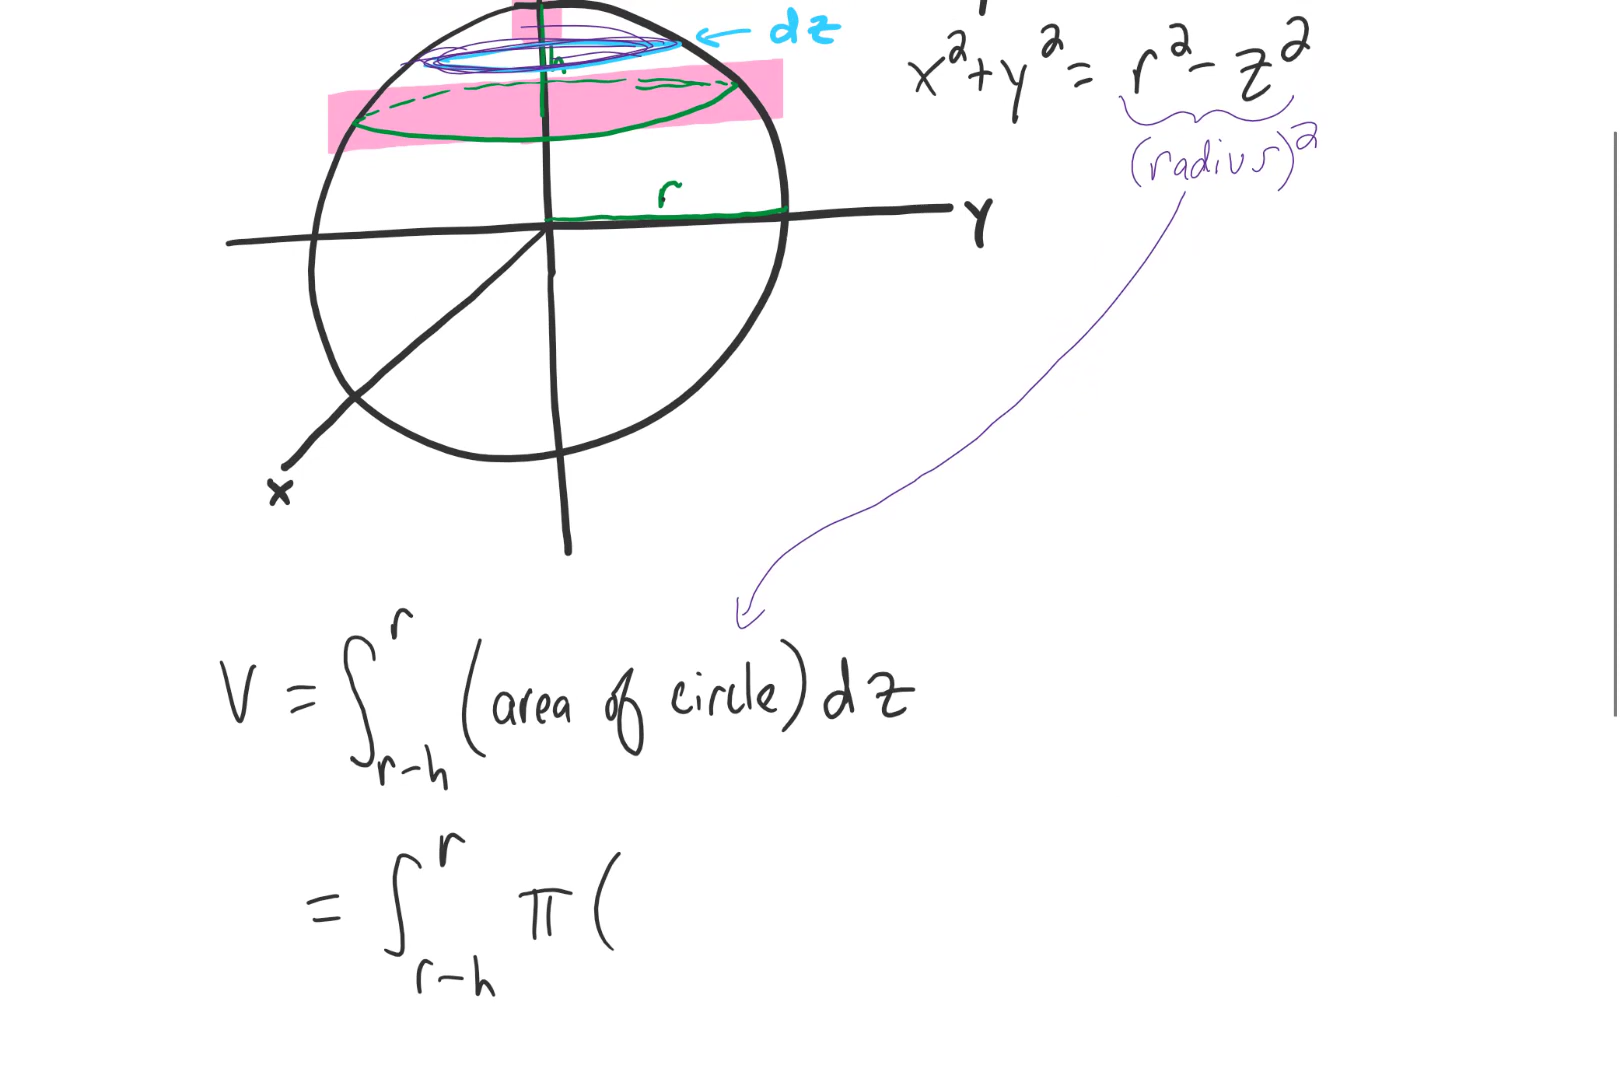 dz
h
x²+y²= r²-z²
(radius)²
r
Y
x
V = ∫_{r-h}^{r} (area of circle) dz
= ∫_{r-h}^{r} π (